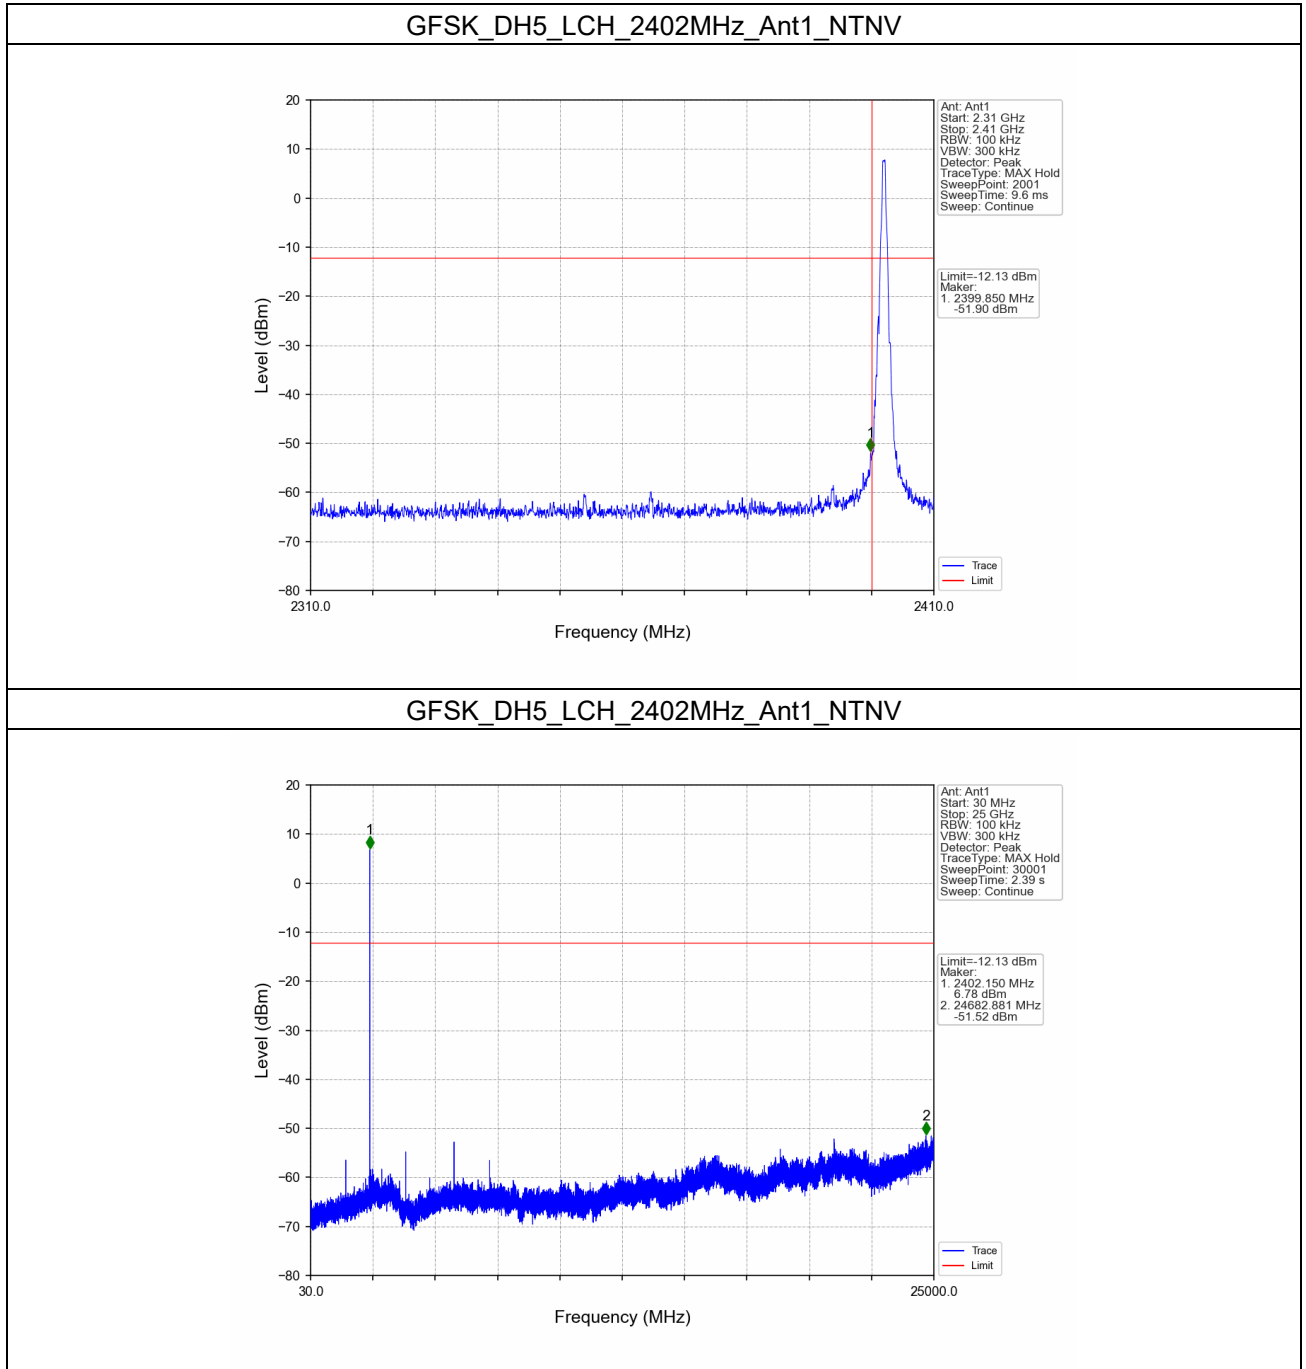 GFSK_DH5_LCH_2402MHz_Ant1_NTNV
20
10
0
−10
−20
−30
−40
−50
−60
−70
−80
Level (dBm)
1
2310.0
2410.0
Frequency (MHz)
Ant: Ant1
Start: 2.31 GHz
Stop: 2.41 GHz
RBW: 100 kHz
VBW: 300 kHz
Detector: Peak
TraceType: MAX Hold
SweepPoint: 2001
SweepTime: 9.6 ms
Sweep: Continue
Limit=-12.13 dBm
Maker:
1. 2399.850 MHz
-51.90 dBm
Trace
Limit
GFSK_DH5_LCH_2402MHz_Ant1_NTNV
20
10
0
−10
−20
−30
−40
−50
−60
−70
−80
Level (dBm)
1
2
30.0
25000.0
Frequency (MHz)
Ant: Ant1
Start: 30 MHz
Stop: 25 GHz
RBW: 100 kHz
VBW: 300 kHz
Detector: Peak
TraceType: MAX Hold
SweepPoint: 30001
SweepTime: 2.39 s
Sweep: Continue
Limit=-12.13 dBm
Maker:
1. 2402.150 MHz
6.78 dBm
2. 24682.881 MHz
-51.52 dBm
Trace
Limit